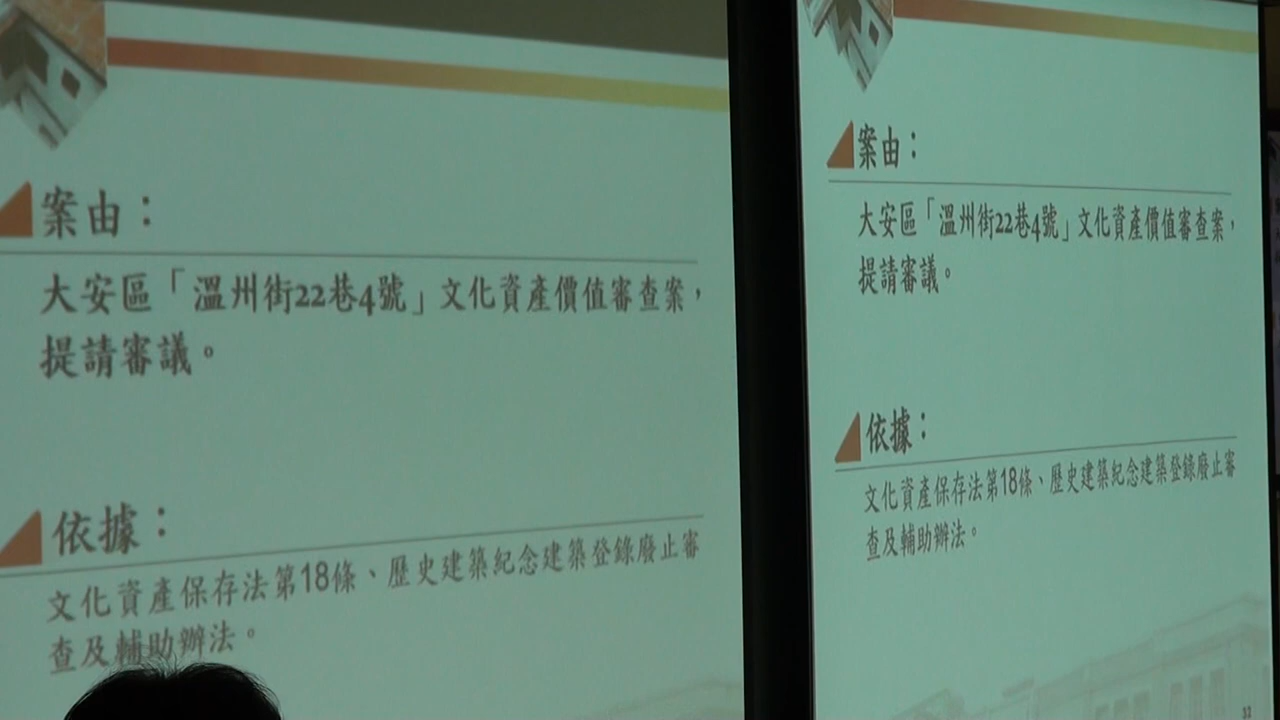 案由：
大安區「溫州街22巷4號」文化資產價值審查案，
提請審議。
依據：
文化資產保存法第18條、歷史建築紀念建築登錄廢止審
查及輔助辦法。
案由：
大安區「溫州街22巷4號」文化資產價值審查案，
提請審議。
依據：
文化資產保存法第18條、歷史建築紀念建築登錄廢止審
查及輔助辦法。